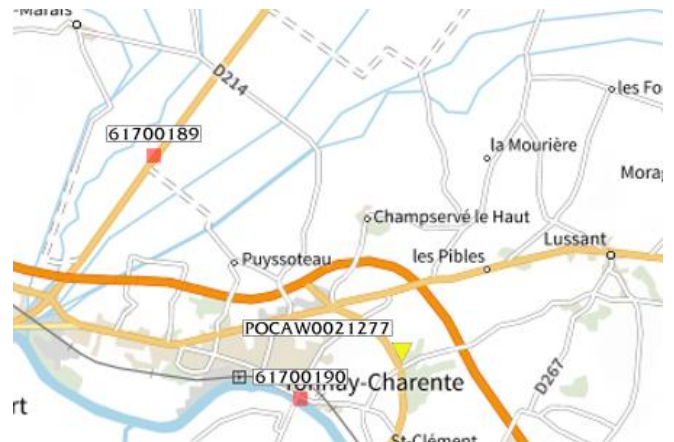 -Marais
D214
les Fo
61700189
la Mourière
Morag
Champservé le Haut
Lussant
Puyssoteau
les Pibles
POCAW0021277
61700190
nay-Charente
D267
rt
St-Clément